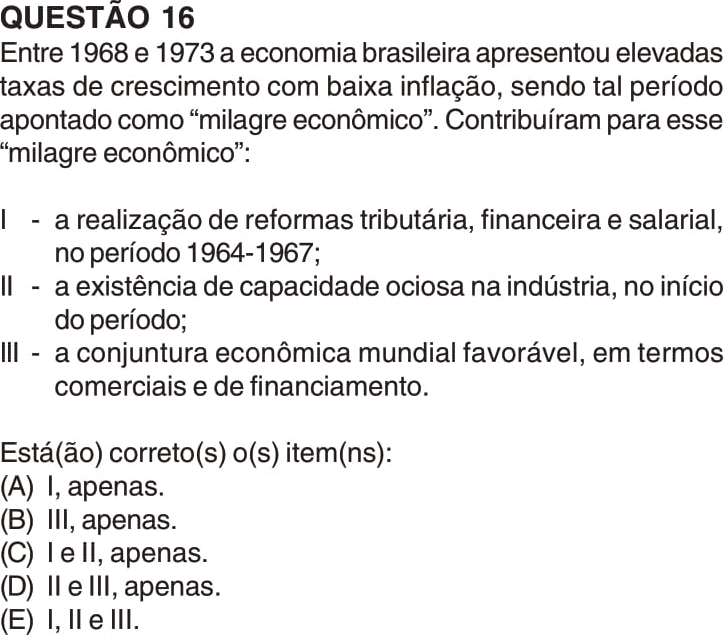 QUESTÃO 16
Entre 1968 e 1973 a economia brasileira apresentou elevadas
taxas de crescimento com baixa inflação, sendo tal período
apontado como “milagre econômico”. Contribuíram para esse
“milagre econômico”:
I - a realização de reformas tributária, financeira e salarial,
no período 1964-1967;
II - a existência de capacidade ociosa na indústria, no início
do período;
III - a conjuntura econômica mundial favorável, em termos
comerciais e de financiamento.
Está(ão) correto(s) o(s) item(ns):
(A) I, apenas.
(B) III, apenas.
(C) I e II, apenas.
(D) II e III, apenas.
(E) I, II e III.